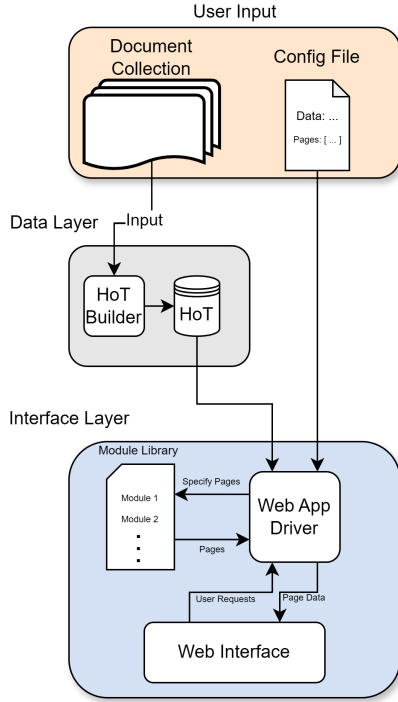 User Input
Document
Collection
Config File
Data: ...
Pages: [ ... ]
Data Layer
Input
HoT
Builder
HoT
Interface Layer
Module Library
Module 1
Module 2
Specify Pages
Pages
Web App
Driver
User Requests
Page Data
Web Interface